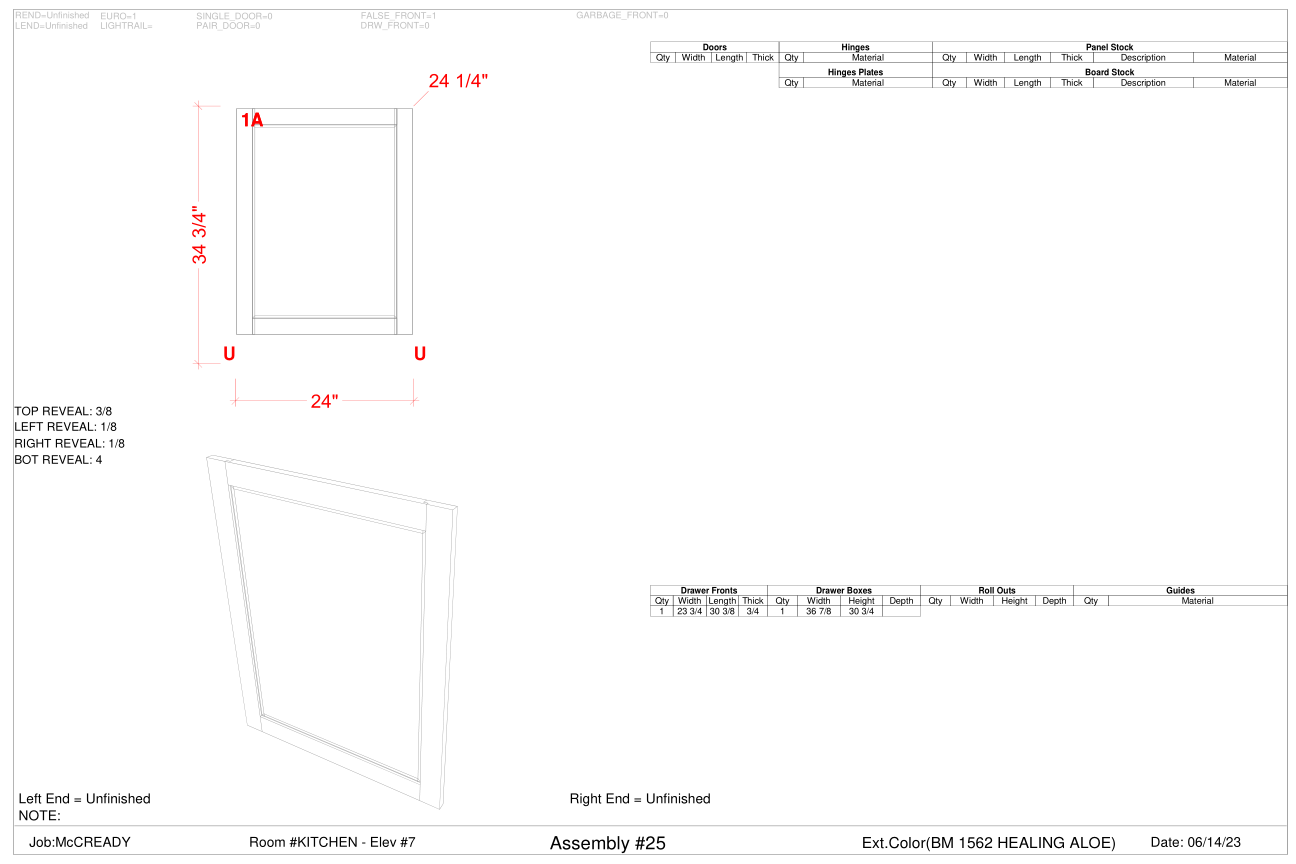 REND=Unfinished EURO=1 SINGLE_DOOR=0 FALSE_FRONT=1 GARBAGE_FRONT=0
LEND=Unfinished LIGHTRAIL= PAIR_DOOR=0 DRW_FRONT=0
Doors Hinges Panel Stock
Qty Width Length Thick Qty Material Qty Width Length Thick Description Material
Hinges Plates Board Stock
Qty Material Qty Width Length Thick Description Material
24 1/4"
1A
34 3/4"
U U
24"
TOP REVEAL: 3/8
LEFT REVEAL: 1/8
RIGHT REVEAL: 1/8
BOT REVEAL: 4
Drawer Fronts Drawer Boxes Roll Outs Guides
Qty Width Length Thick Qty Width Height Depth Qty Width Height Depth Qty Material
1 23 3/4 30 3/8 3/4 1 36 7/8 30 3/4
Left End = Unfinished Right End = Unfinished
NOTE:
Job:McCREADY Room #KITCHEN - Elev #7 Assembly #25 Ext.Color(BM 1562 HEALING ALOE) Date: 06/14/23